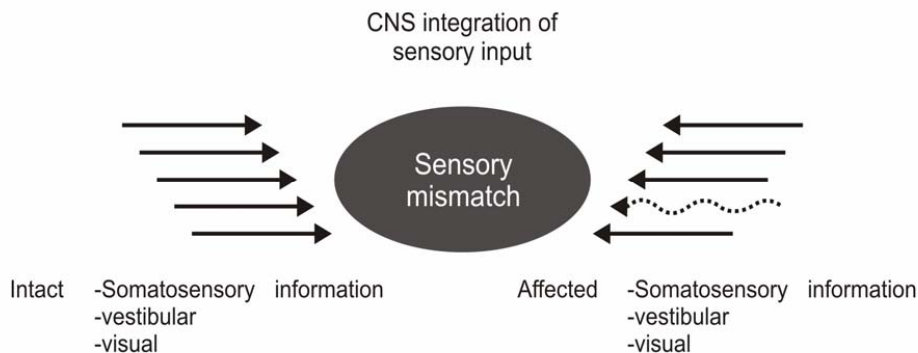 CNS integration of
sensory input
Sensory
mismatch
Intact -Somatosensory information
-vestibular
-visual
Affected -Somatosensory information
-vestibular
-visual